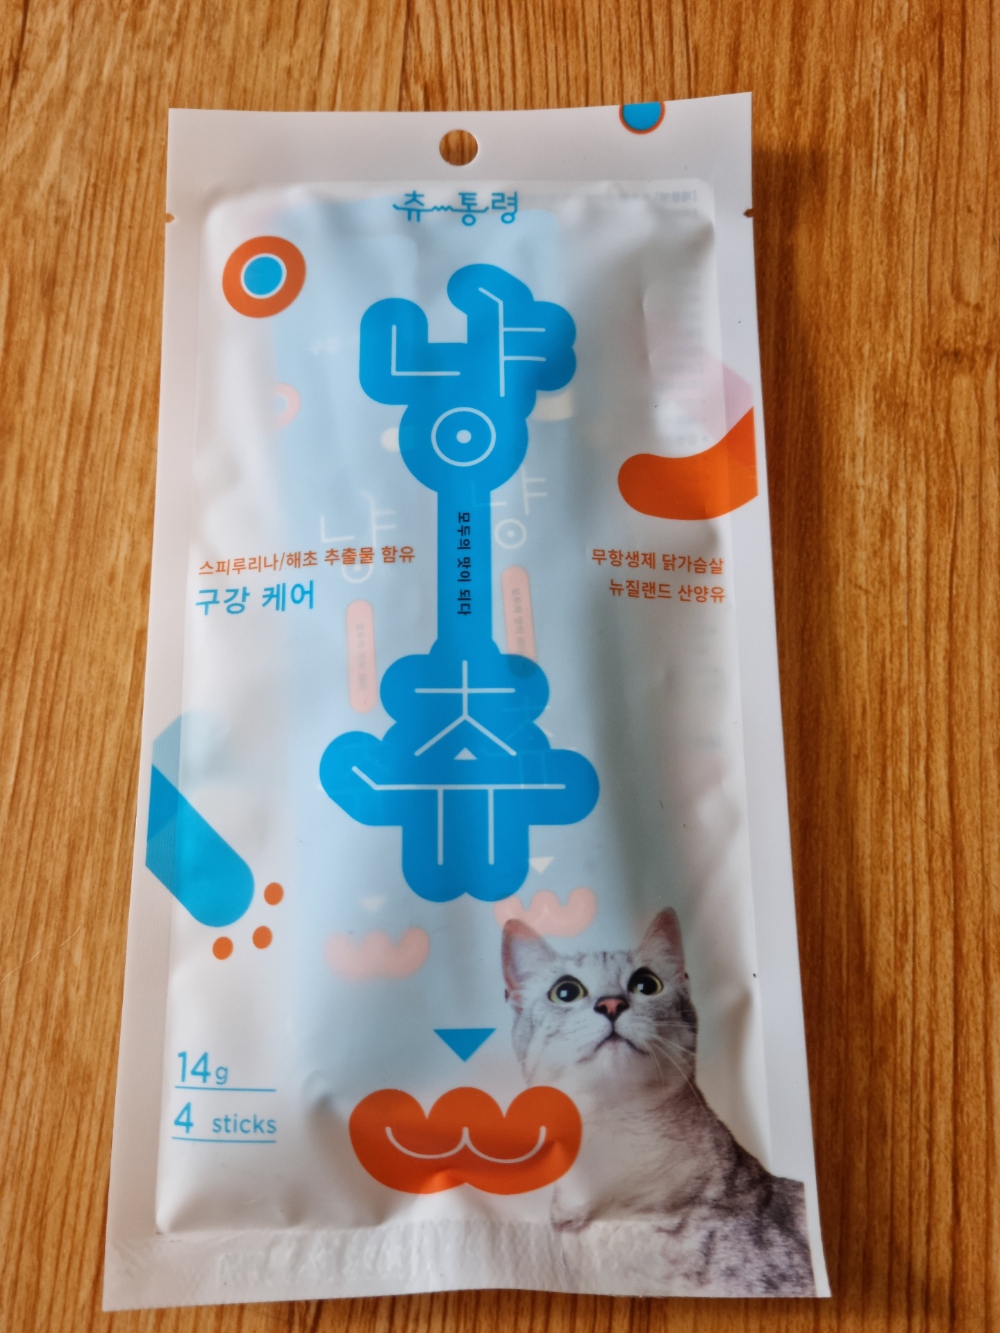 츄~통령
냥
모두의 맛이 되다
츄
스피루리나/해초 추출물 함유
구강 케어
무항생제 닭가슴살
뉴질랜드 산양유
14g
4 sticks